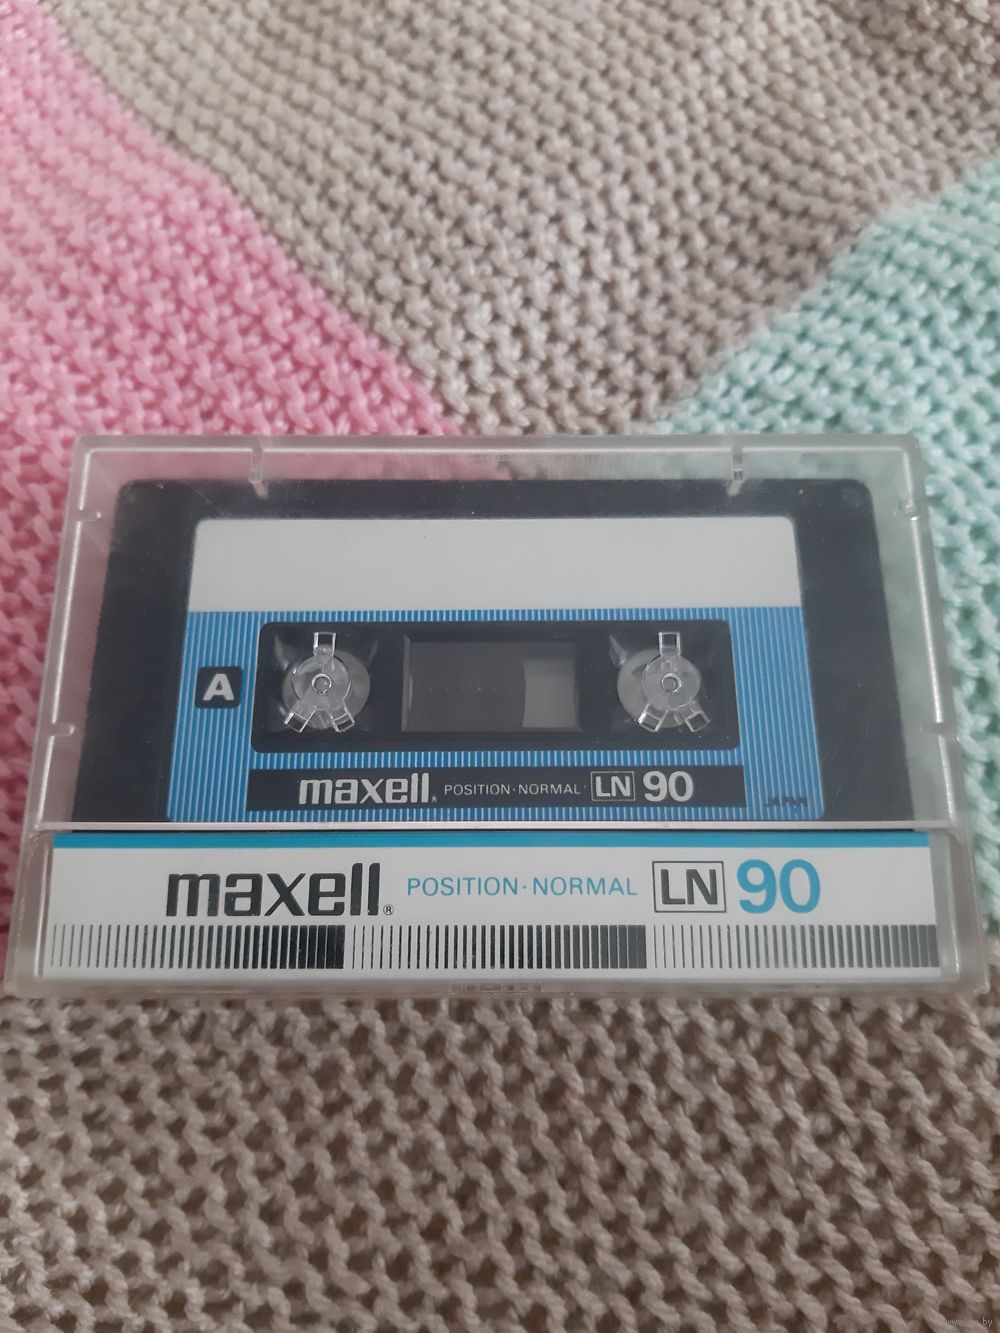 A
maxell® POSITION·NORMAL LN 90
JAPAN
maxell® POSITION·NORMAL LN 90